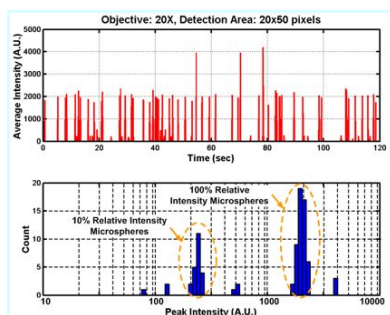 Objective: 20X, Detection Area: 20x50 pixels
Average Intensity (A.U.)
5000
4000
3000
2000
1000
0
0 20 40 60 80 100 120
Time (sec)
Count
20
15
10
5
0
100% Relative
Intensity Microspheres
10% Relative Intensity
Microspheres
10 100 1000 10000
Peak Intensity (A.U.)